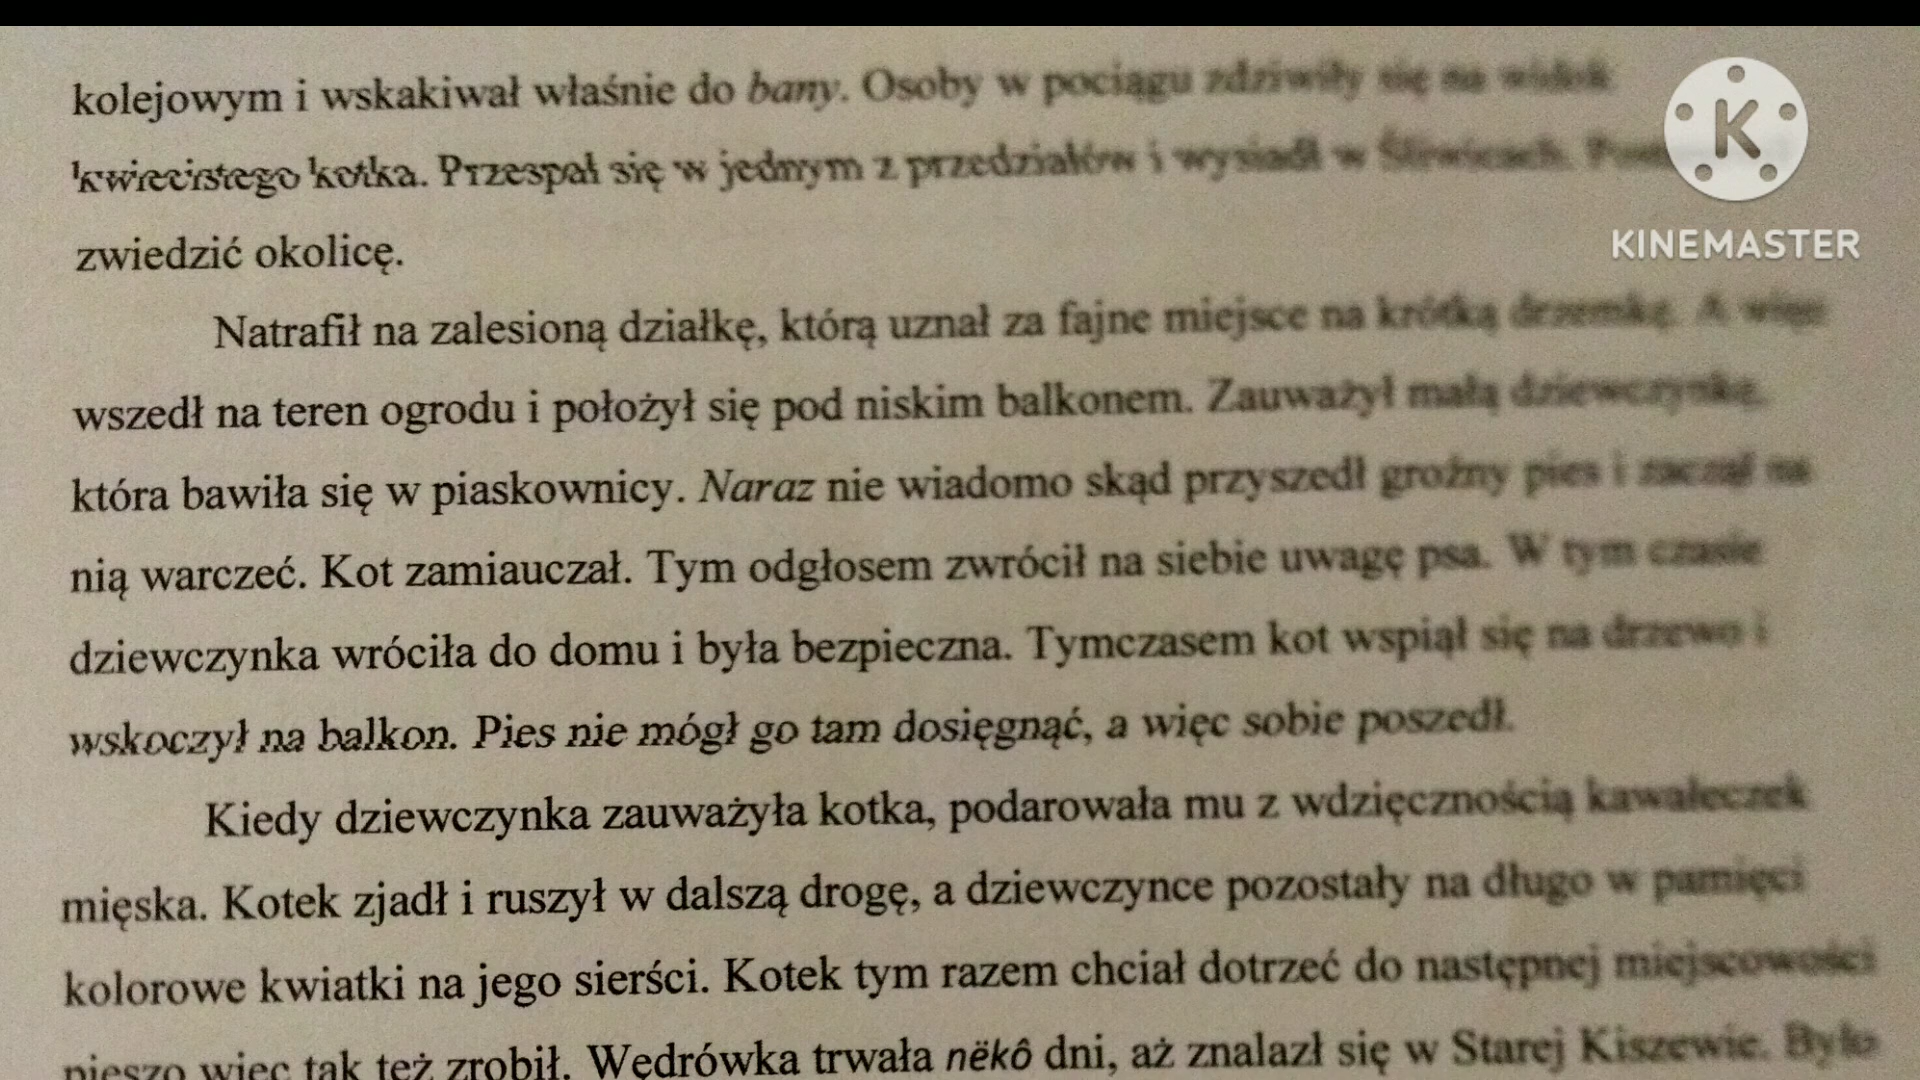 kolejowym i wskakiwał właśnie do bany. Osoby w pociągu zdziwiły się na widok
kwiecistego kotka. Przespał się w jednym z przedziałów i wysiadł w Śliwicach.
zwiedzić okolicę.
Natrafił na zalesioną działkę, którą uznał za fajne miejsce na krótką drzemkę. A więc
wszedł na teren ogrodu i położył się pod niskim balkonem. Zauważył małą dziewczynkę,
która bawiła się w piaskownicy. Naraz nie wiadomo skąd przyszedł groźny pies i zaczął na
nią warczeć. Kot zamiauczał. Tym odgłosem zwrócił na siebie uwagę psa. W tym czasie
dziewczynka wróciła do domu i była bezpieczna. Tymczasem kot wspiął się na drzewo i
wskoczył na balkon. Pies nie mógł go tam dosięgnąć, a więc sobie poszedł.
Kiedy dziewczynka zauważyła kotka, podarowała mu z wdzięcznością kawałeczek
mięska. Kotek zjadł i ruszył w dalszą drogę, a dziewczynce pozostały na długo w pamięci
kolorowe kwiatki na jego sierści. Kotek tym razem chciał dotrzeć do następnej miejscowości
pieszo więc tak też zrobił. Wędrówka trwała nëkô dni, aż znalazł się w Starej Kiszewie. Było
K
KINEMASTER